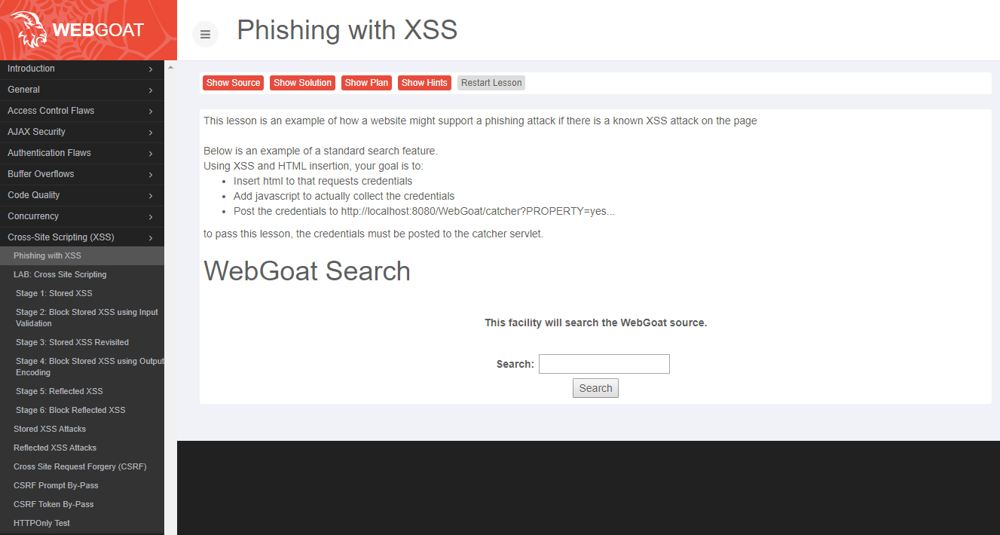 WEBGOAT
Phishing with XSS
Introduction
General
Access Control Flaws
AJAX Security
Authentication Flaws
Buffer Overflows
Code Quality
Concurrency
Cross-Site Scripting (XSS)
Phishing with XSS
LAB: Cross Site Scripting
Stage 1: Stored XSS
Stage 2: Block Stored XSS using Input
Validation
Stage 3: Stored XSS Revisited
Stage 4: Block Stored XSS using Output
Encoding
Stage 5: Reflected XSS
Stage 6: Block Reflected XSS
Stored XSS Attacks
Reflected XSS Attacks
Cross Site Request Forgery (CSRF)
CSRF Prompt By-Pass
CSRF Token By-Pass
HTTPOnly Test
Show Source Show Solution Show Plan Show Hints Restart Lesson
This lesson is an example of how a website might support a phishing attack if there is a known XSS attack on the page
Below is an example of a standard search feature.
Using XSS and HTML insertion, your goal is to:
• Insert html to that requests credentials
• Add javascript to actually collect the credentials
• Post the credentials to http://localhost:8080/WebGoat/catcher?PROPERTY=yes...
to pass this lesson, the credentials must be posted to the catcher servlet.
WebGoat Search
This facility will search the WebGoat source.
Search:
Search